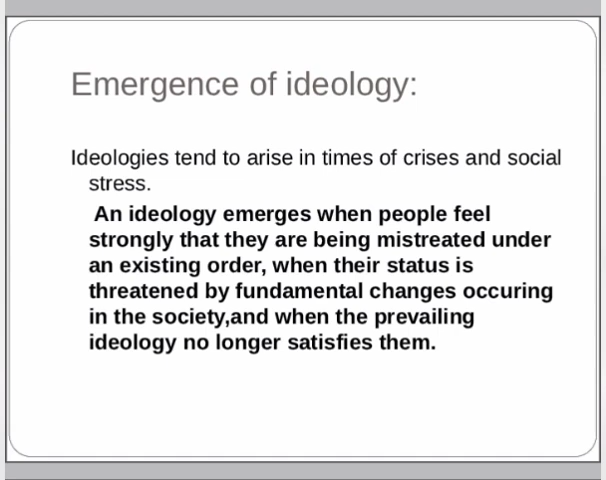 Emergence of ideology:
Ideologies tend to arise in times of crises and social
stress.
An ideology emerges when people feel
strongly that they are being mistreated under
an existing order, when their status is
threatened by fundamental changes occuring
in the society,and when the prevailing
ideology no longer satisfies them.